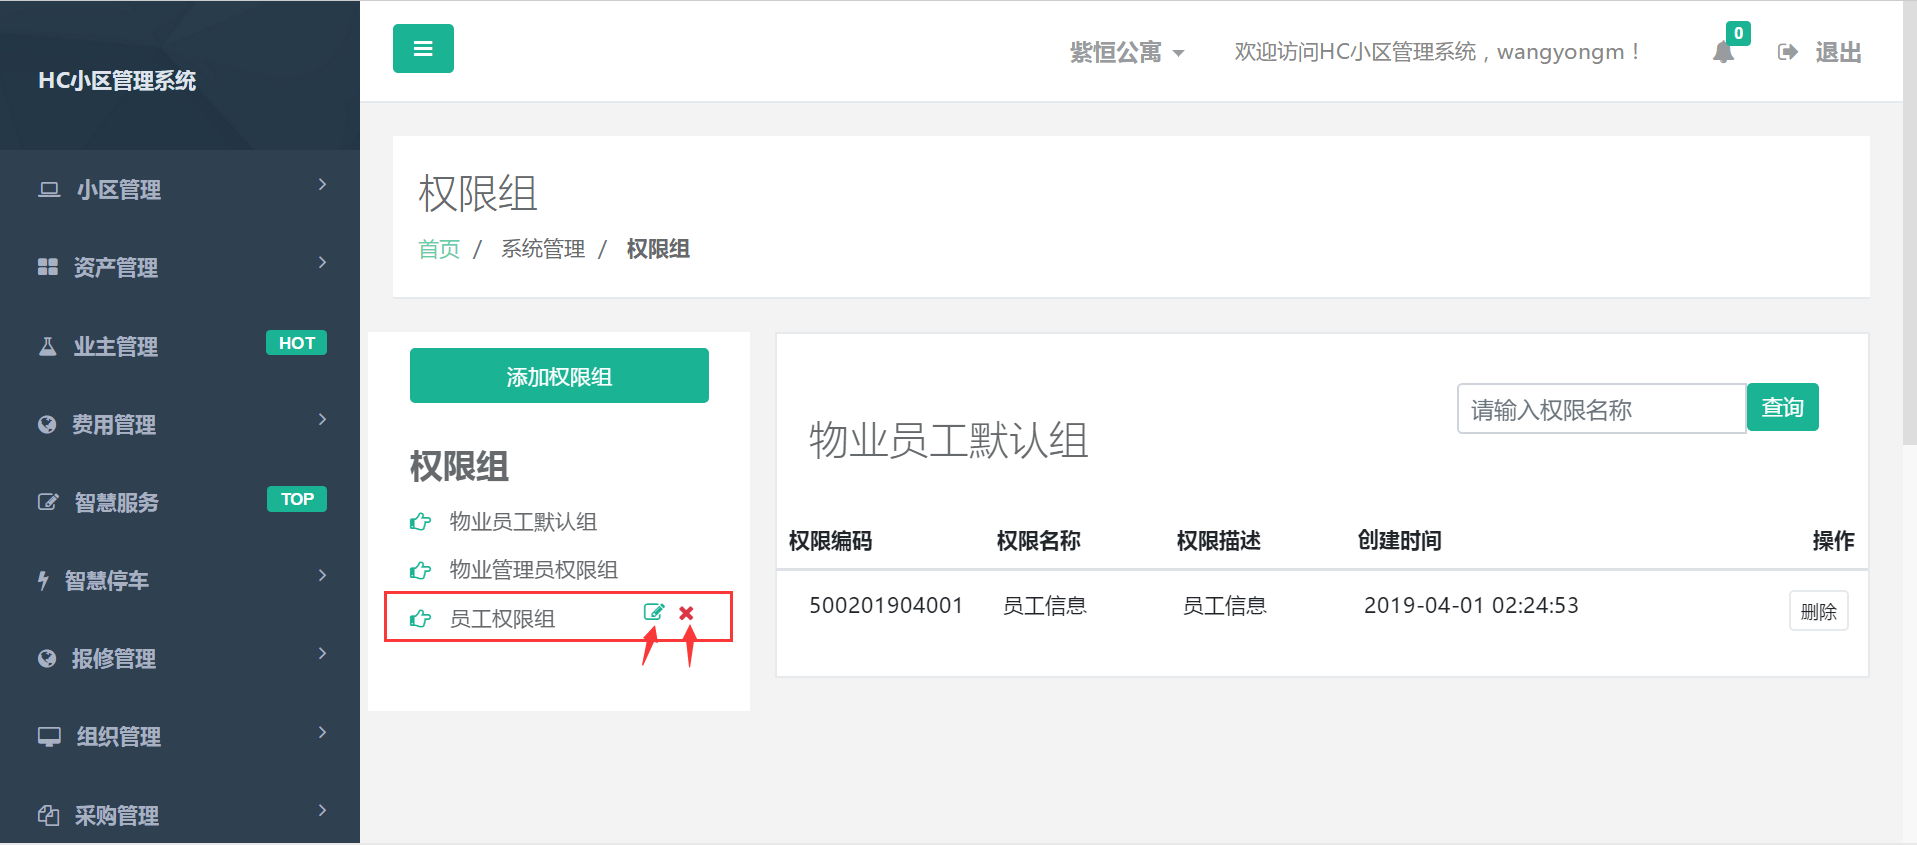 HC小区管理系统
紫恒公寓
欢迎访问HC小区管理系统，wangyongm！
0
退出
小区管理
资产管理
业主管理 HOT
费用管理
智慧服务 TOP
智慧停车
报修管理
组织管理
采购管理
权限组
首页 / 系统管理 / 权限组
添加权限组
权限组
物业员工默认组
物业管理员权限组
员工权限组
请输入权限名称 查询
物业员工默认组
权限编码 权限名称 权限描述 创建时间 操作
500201904001 员工信息 员工信息 2019-04-01 02:24:53 删除